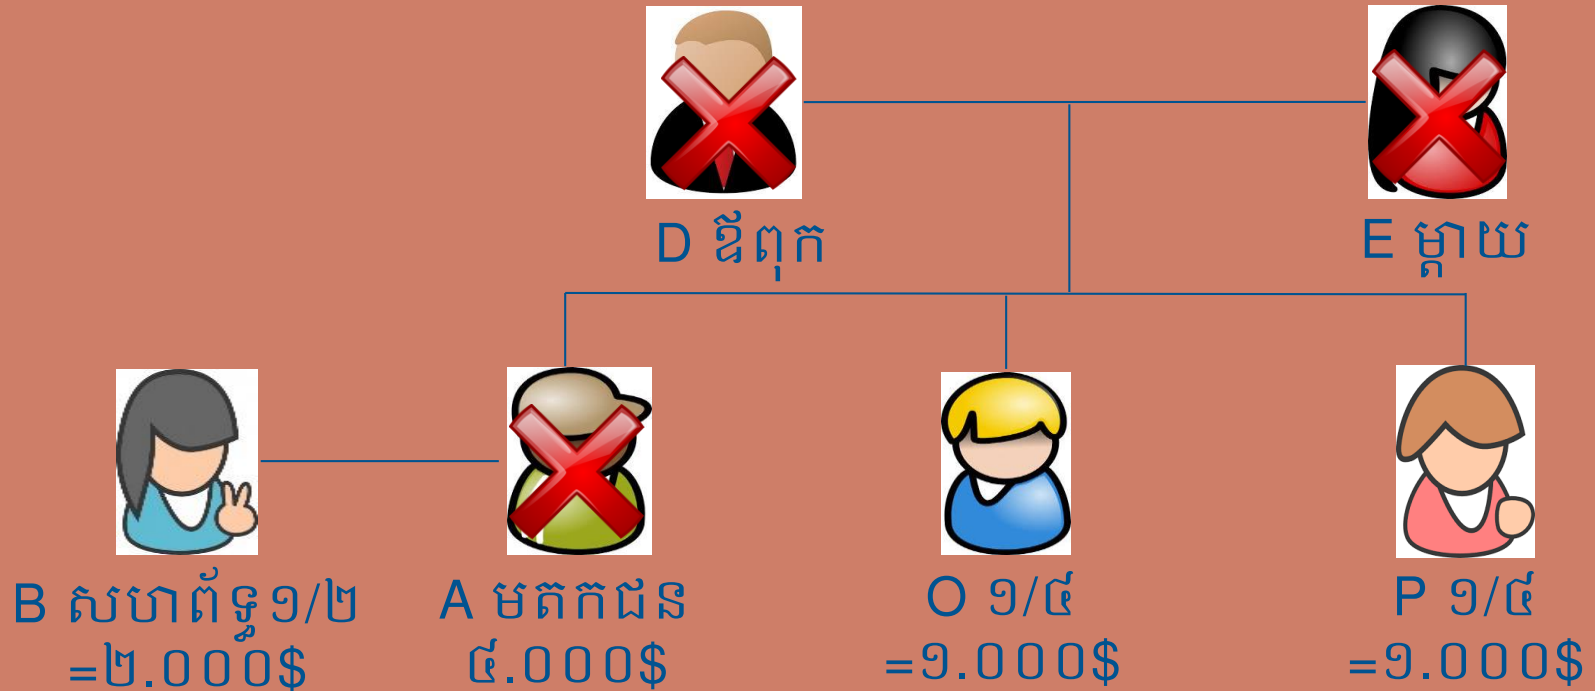 D ឪពុក
E ម្តាយ
B សហព័ទ្ធ១/២
=២.០០០$
A មតកជន
៤.០០០$
O ១/៤
=១.០០០$
P ១/៤
=១.០០០$